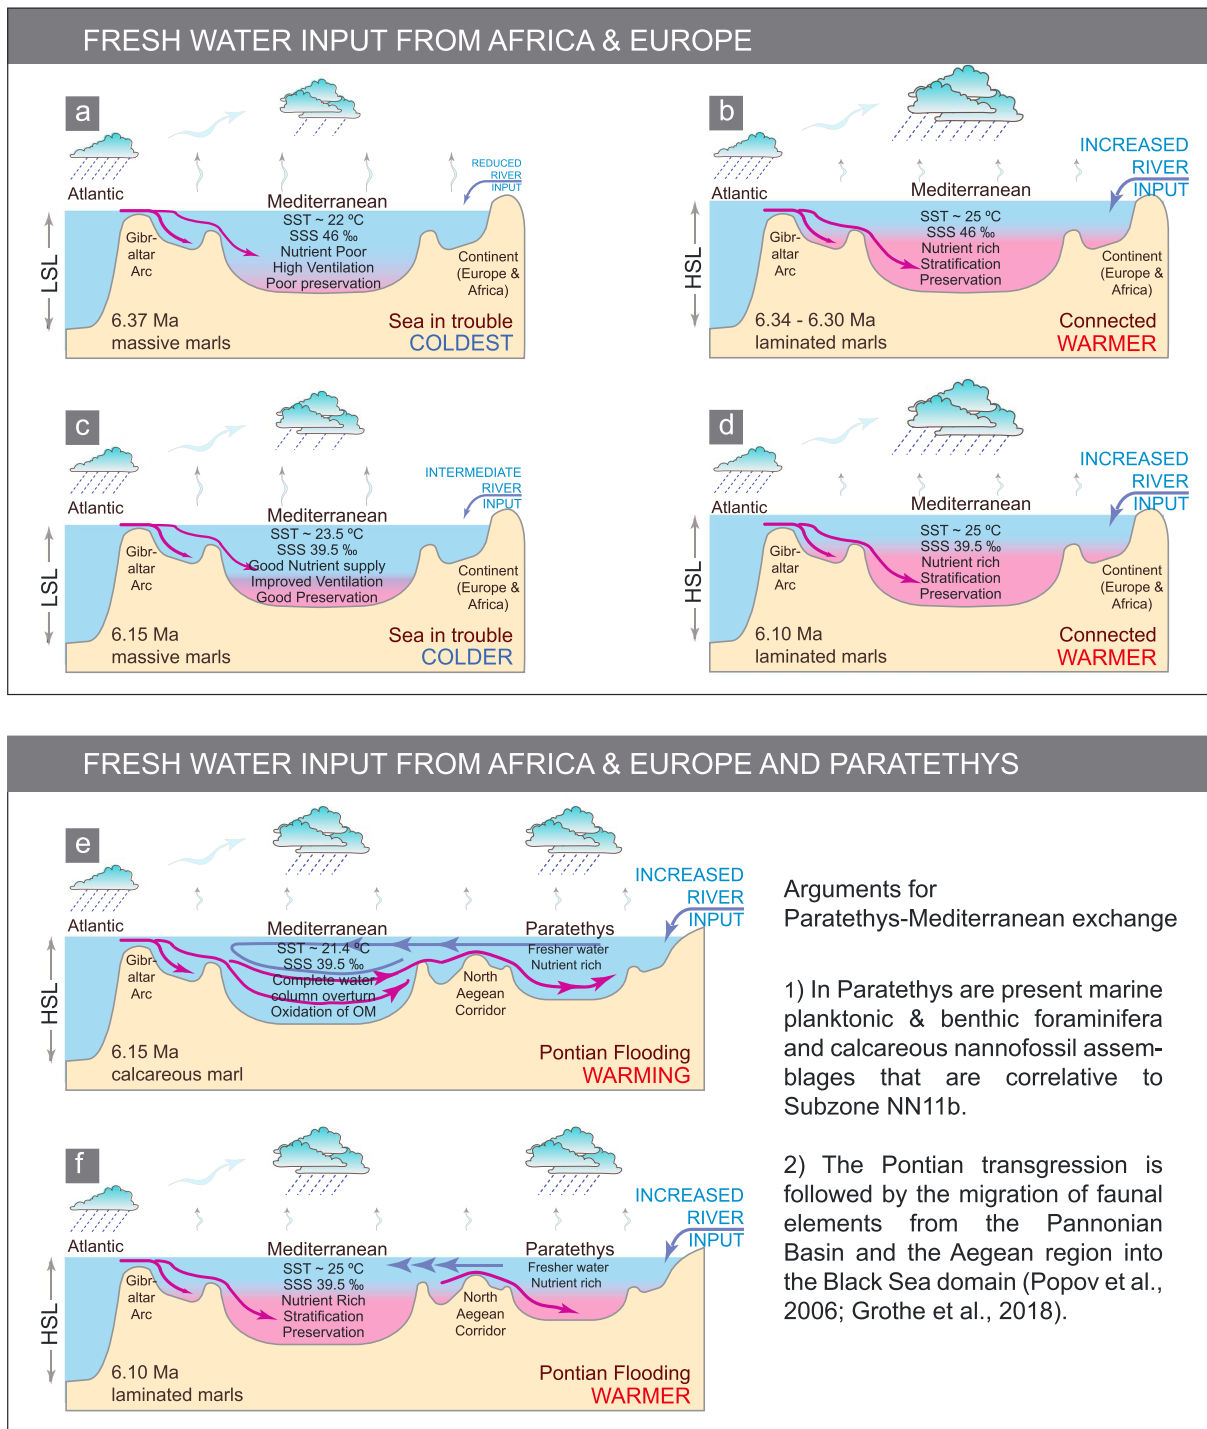 FRESH WATER INPUT FROM AFRICA & EUROPE
a
Atlantic
REDUCED
RIVER
INPUT
Mediterranean
SST ~ 22 ºC
SSS 46 ‰
Nutrient Poor
High Ventilation
Poor preservation
Gibr-
altar
Arc
Continent
(Europe &
Africa)
LSL
6.37 Ma
massive marls
Sea in trouble
COLDEST
b
Atlantic
INCREASED
RIVER
INPUT
Mediterranean
SST ~ 25 ºC
SSS 46 ‰
Nutrient rich
Stratification
Preservation
Gibr-
altar
Arc
Continent
(Europe &
Africa)
HSL
6.34 - 6.30 Ma
laminated marls
Connected
WARMER
c
Atlantic
INTERMEDIATE
RIVER
INPUT
Mediterranean
SST ~ 23.5 ºC
SSS 39.5 ‰
Good Nutrient supply
Improved Ventilation
Good Preservation
Gibr-
altar
Arc
Continent
(Europe &
Africa)
LSL
6.15 Ma
massive marls
Sea in trouble
COLDER
d
Atlantic
INCREASED
RIVER
INPUT
Mediterranean
SST ~ 25 ºC
SSS 39.5 ‰
Nutrient rich
Stratification
Preservation
Gibr-
altar
Arc
Continent
(Europe &
Africa)
HSL
6.10 Ma
laminated marls
Connected
WARMER
FRESH WATER INPUT FROM AFRICA & EUROPE AND PARATETHYS
e
Atlantic
INCREASED
RIVER
INPUT
Mediterranean
SST ~ 21.4 ºC
SSS 39.5 ‰
Complete water
column overturn
Oxidation of OM
Paratethys
Fresher water
Nutrient rich
Gibr-
altar
Arc
North
Aegean
Corridor
HSL
6.15 Ma
calcareous marl
Pontian Flooding
WARMING
f
Atlantic
INCREASED
RIVER
INPUT
Mediterranean
SST ~ 25 ºC
SSS 39.5 ‰
Nutrient Rich
Stratification
Preservation
Paratethys
Fresher water
Nutrient rich
Gibr-
altar
Arc
North
Aegean
Corridor
HSL
6.10 Ma
laminated marls
Pontian Flooding
WARMER
Arguments for
Paratethys-Mediterranean exchange
1) In Paratethys are present marine
planktonic & benthic foraminifera
and calcareous nannofossil assem-
blages that are correlative to
Subzone NN11b.
2) The Pontian transgression is
followed by the migration of faunal
elements from the Pannonian
Basin and the Aegean region into
the Black Sea domain (Popov et al.,
2006; Grothe et al., 2018).